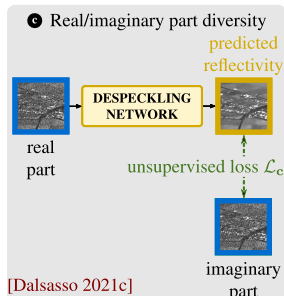 c Real/imaginary part diversity
predicted
reflectivity
DESPECKLING
NETWORK
real
part
unsupervised loss ℒc
imaginary
part
[Dalsasso 2021c]